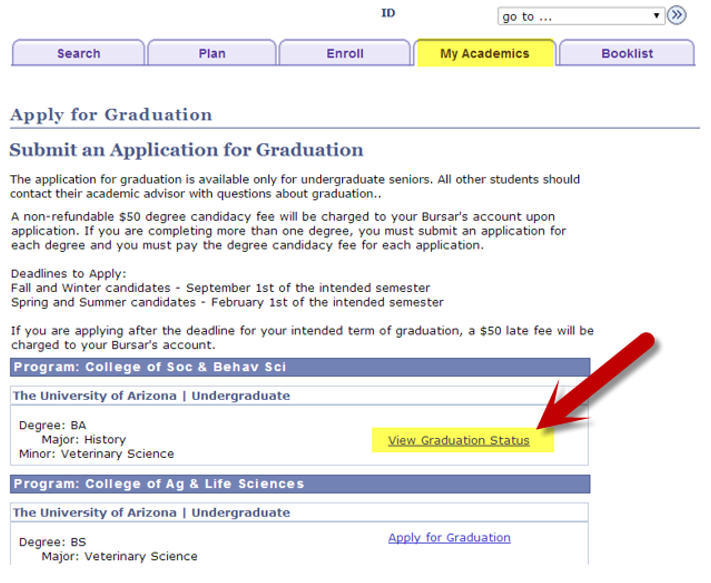 ID
go to ...
Search
Plan
Enroll
My Academics
Booklist
Apply for Graduation
Submit an Application for Graduation
The application for graduation is available only for undergraduate seniors. All other students should
contact their academic advisor with questions about graduation..
A non-refundable $50 degree candidacy fee will be charged to your Bursar's account upon
application. If you are completing more than one degree, you must submit an application for
each degree and you must pay the degree candidacy fee for each application.
Deadlines to Apply:
Fall and Winter candidates - September 1st of the intended semester
Spring and Summer candidates - February 1st of the intended semester
If you are applying after the deadline for your intended term of graduation, a $50 late fee will be
charged to your Bursar's account.
Program: College of Soc & Behav Sci
The University of Arizona | Undergraduate
Degree: BA
Major: History
View Graduation Status
Minor: Veterinary Science
Program: College of Ag & Life Sciences
The University of Arizona | Undergraduate
Degree: BS
Apply for Graduation
Major: Veterinary Science